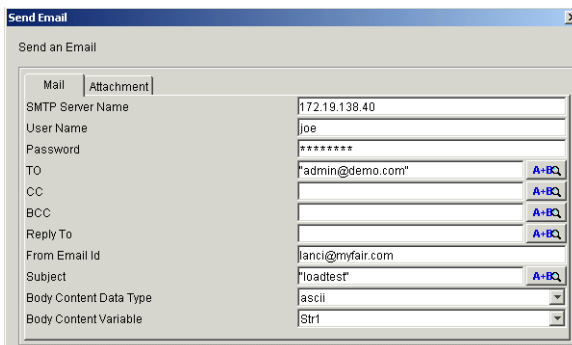 Send Email
Send an Email
Mail Attachment
SMTP Server Name 172.19.138.40
User Name joe
Password ********
TO "admin@demo.com" A+B
CC A+B
BCC A+B
Reply To A+B
From Email Id lanci@myfair.com
Subject "loadtest" A+B
Body Content Data Type ascii
Body Content Variable Str1